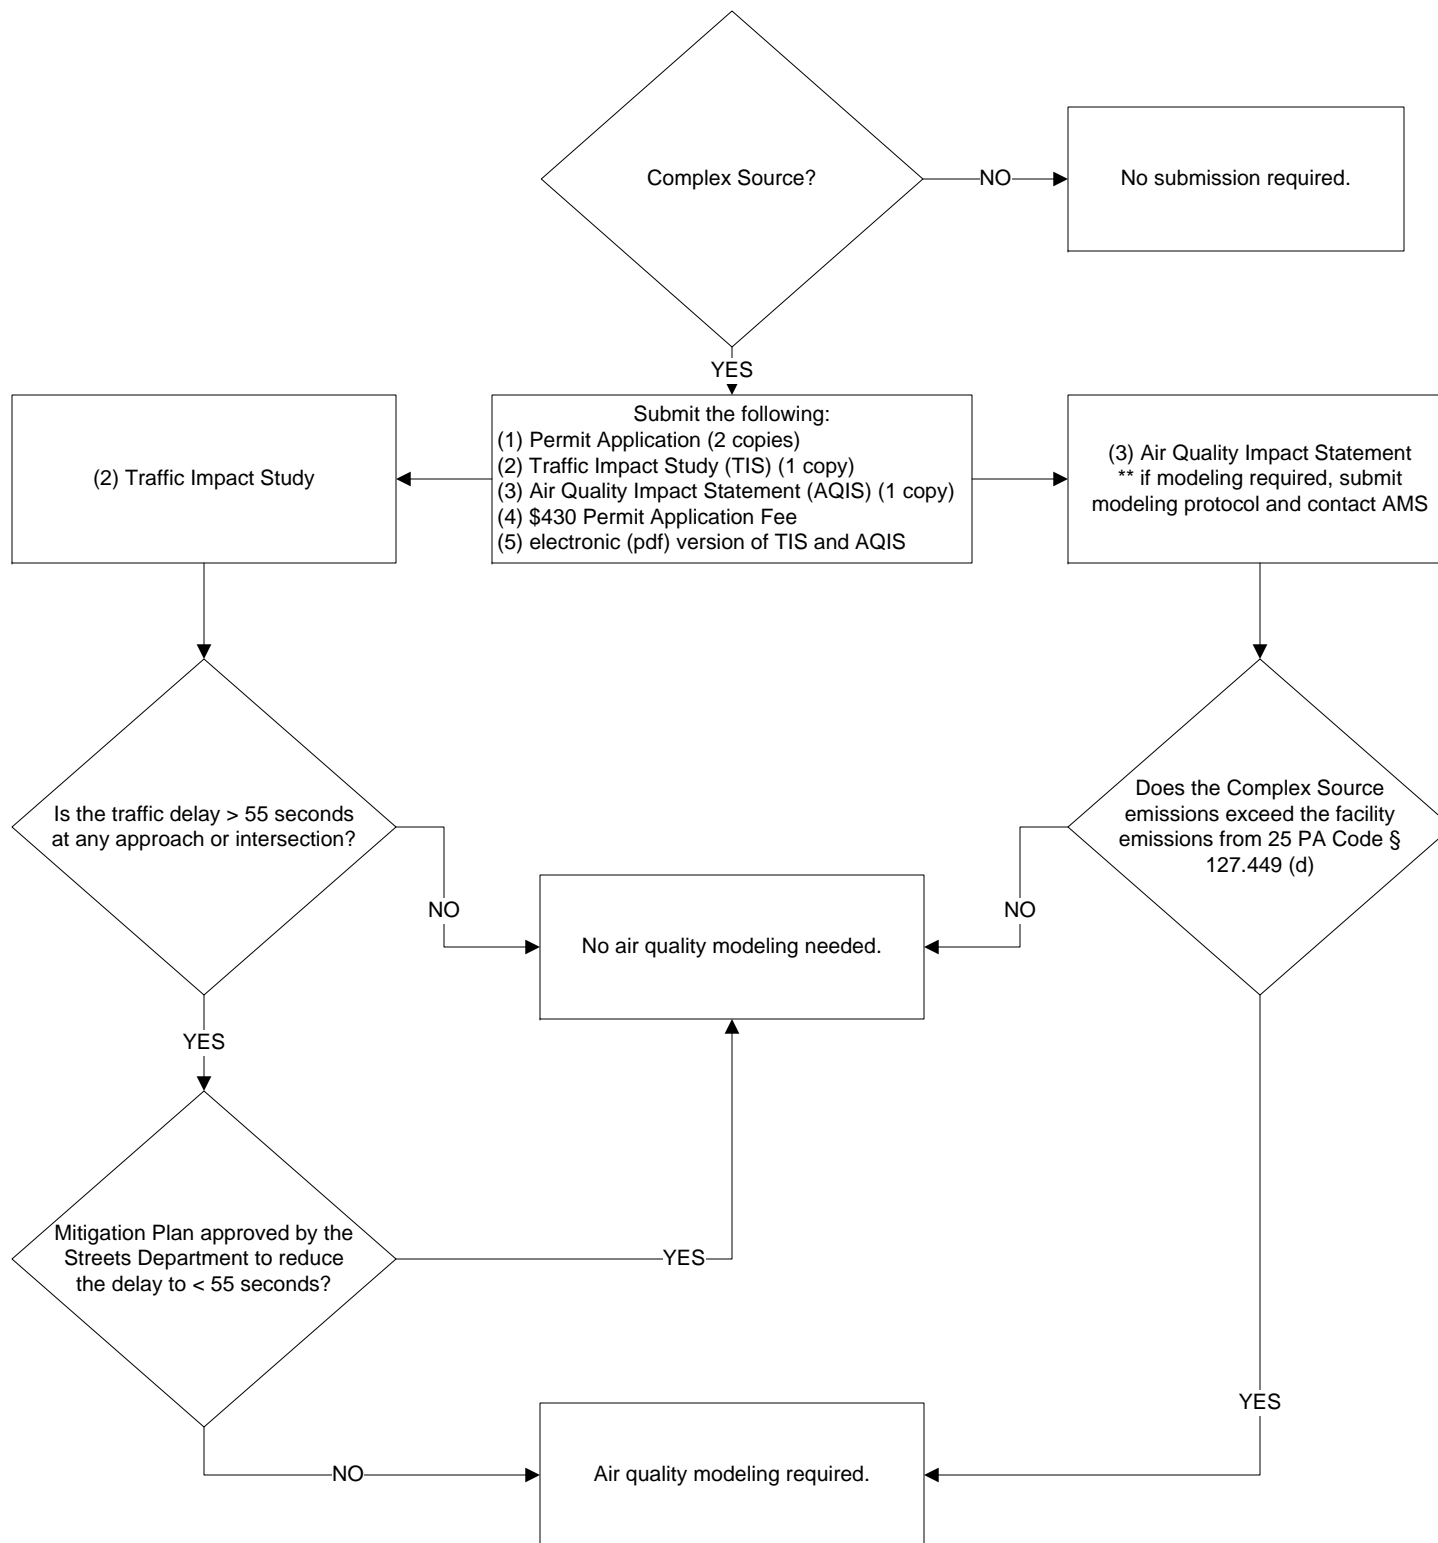 Complex Source?
NO
No submission required.
YES
(2) Traffic Impact Study
Submit the following:
(1) Permit Application (2 copies)
(2) Traffic Impact Study (TIS) (1 copy)
(3) Air Quality Impact Statement (AQIS) (1 copy)
(4) $430 Permit Application Fee
(5) electronic (pdf) version of TIS and AQIS
(3) Air Quality Impact Statement
** if modeling required, submit
modeling protocol and contact AMS
Is the traffic delay > 55 seconds
at any approach or intersection?
Does the Complex Source
emissions exceed the facility
emissions from 25 PA Code §
127.449 (d)
NO
NO
No air quality modeling needed.
YES
Mitigation Plan approved by the
Streets Department to reduce
the delay to < 55 seconds?
YES
YES
NO
Air quality modeling required.